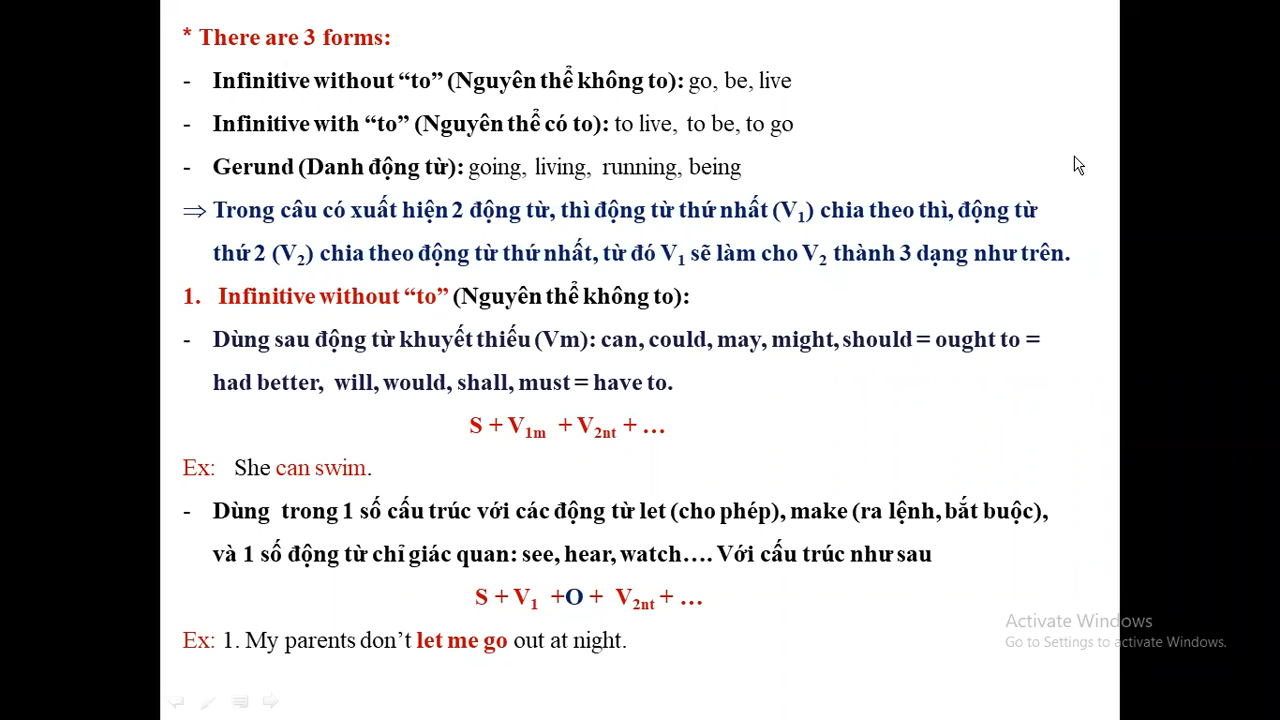 * There are 3 forms:
- Infinitive without “to” (Nguyên thể không to): go, be, live
- Infinitive with “to” (Nguyên thể có to): to live, to be, to go
- Gerund (Danh động từ): going, living, running, being
⇒ Trong câu có xuất hiện 2 động từ, thì động từ thứ nhất (V₁) chia theo thì, động từ
thứ 2 (V₂) chia theo động từ thứ nhất, từ đó V₁ sẽ làm cho V₂ thành 3 dạng như trên.
1. Infinitive without “to” (Nguyên thể không to):
- Dùng sau động từ khuyết thiếu (Vm): can, could, may, might, should = ought to =
had better, will, would, shall, must = have to.
S + V1m + V2nt + …
Ex: She can swim.
- Dùng trong 1 số cấu trúc với các động từ let (cho phép), make (ra lệnh, bắt buộc),
và 1 số động từ chỉ giác quan: see, hear, watch…. Với cấu trúc như sau
S + V₁ +O + V2nt + …
Ex: 1. My parents don’t let me go out at night.
Activate Windows
Go to Settings to activate Windows.